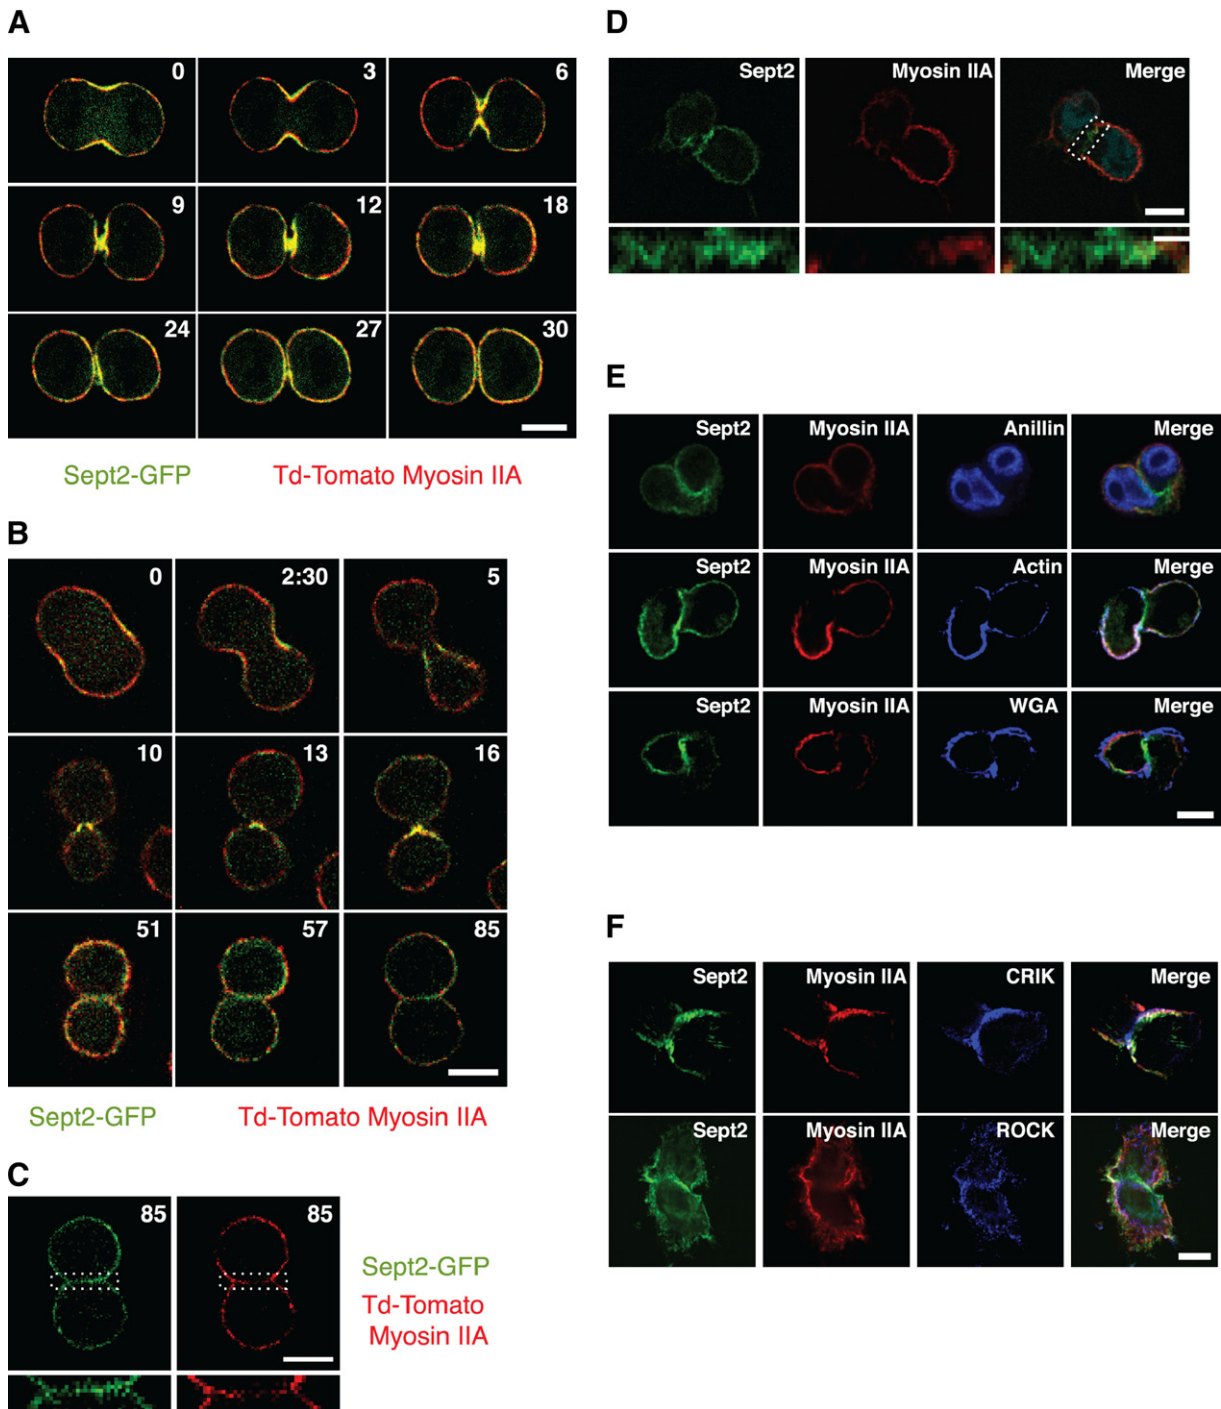 A
0 3 6
9 12 18
24 27 30
Sept2-GFP Td-Tomato Myosin IIA
B
0 2:30 5
10 13 16
51 57 85
Sept2-GFP Td-Tomato Myosin IIA
C
85 85
Sept2-GFP
Td-Tomato
Myosin IIA
D
Sept2 Myosin IIA Merge
E
Sept2 Myosin IIA Anillin Merge
Sept2 Myosin IIA Actin Merge
Sept2 Myosin IIA WGA Merge
F
Sept2 Myosin IIA CRIK Merge
Sept2 Myosin IIA ROCK Merge